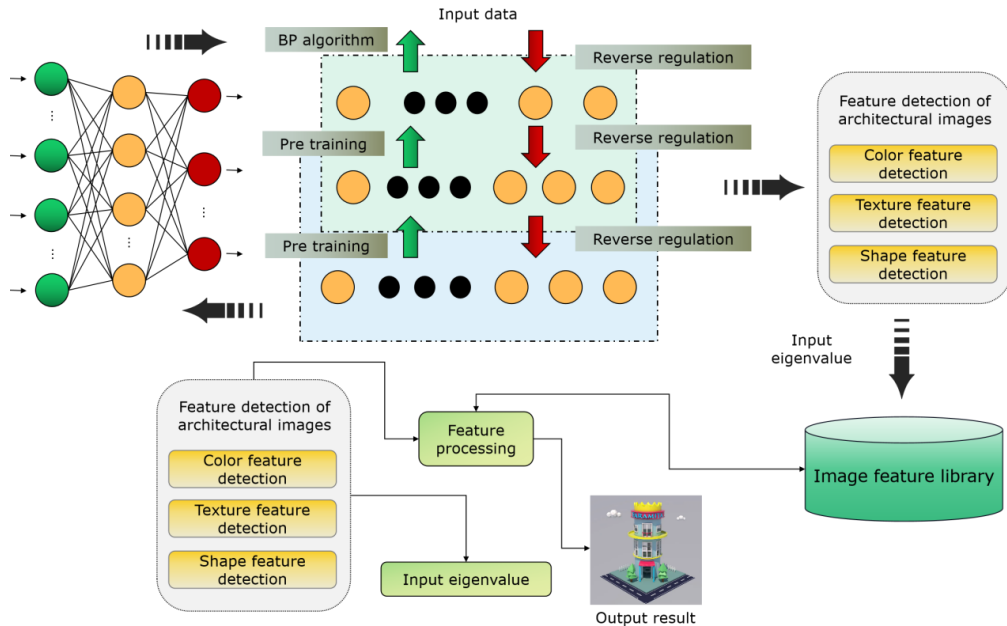 Input data
BP algorithm
Reverse regulation
Pre training
Reverse regulation
Pre training
Reverse regulation
Feature detection of
architectural images
Color feature
detection
Texture feature
detection
Shape feature
detection
Input
eigenvalue
Image feature library
Feature detection of
architectural images
Color feature
detection
Texture feature
detection
Shape feature
detection
Feature
processing
Input eigenvalue
Output result